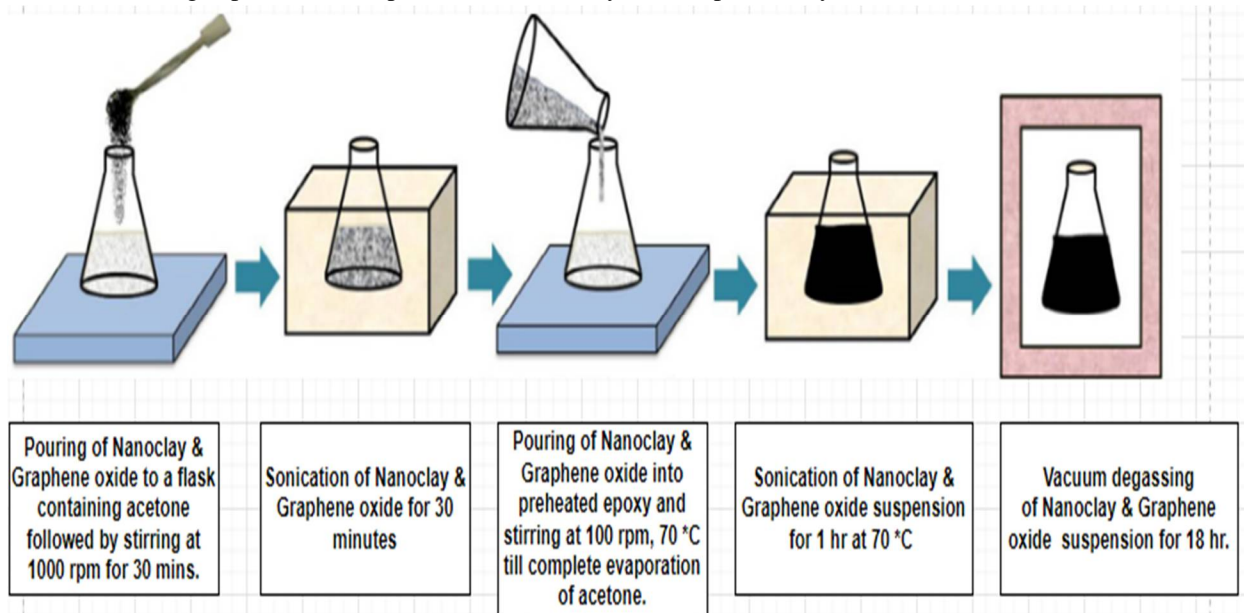 Pouring of Nanoclay &
Graphene oxide to a flask
containing acetone
followed by stirring at
1000 rpm for 30 mins.
Sonication of Nanoclay &
Graphene oxide for 30
minutes
Pouring of Nanoclay &
Graphene oxide into
preheated epoxy and
stirring at 100 rpm, 70 *C
till complete evaporation
of acetone.
Sonication of Nanoclay &
Graphene oxide suspension
for 1 hr at 70 *C
Vacuum degassing
of Nanoclay & Graphene
oxide suspension for 18 hr.